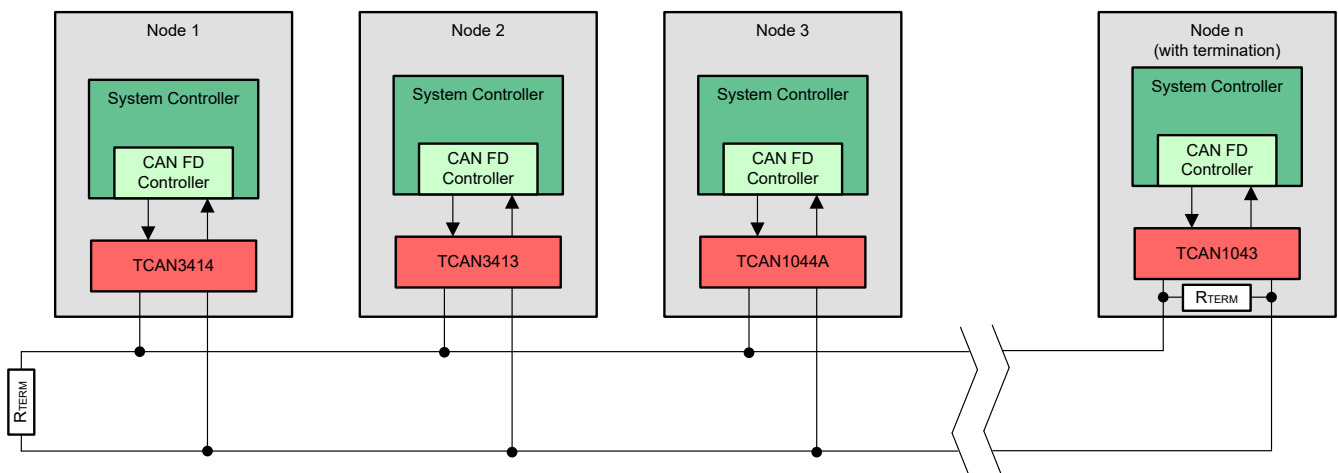 Node 1
System Controller
CAN FD
Controller
TCAN3414
Node 2
System Controller
CAN FD
Controller
TCAN3413
Node 3
System Controller
CAN FD
Controller
TCAN1044A
Node n
(with termination)
System Controller
CAN FD
Controller
TCAN1043
RTERM
RTERM